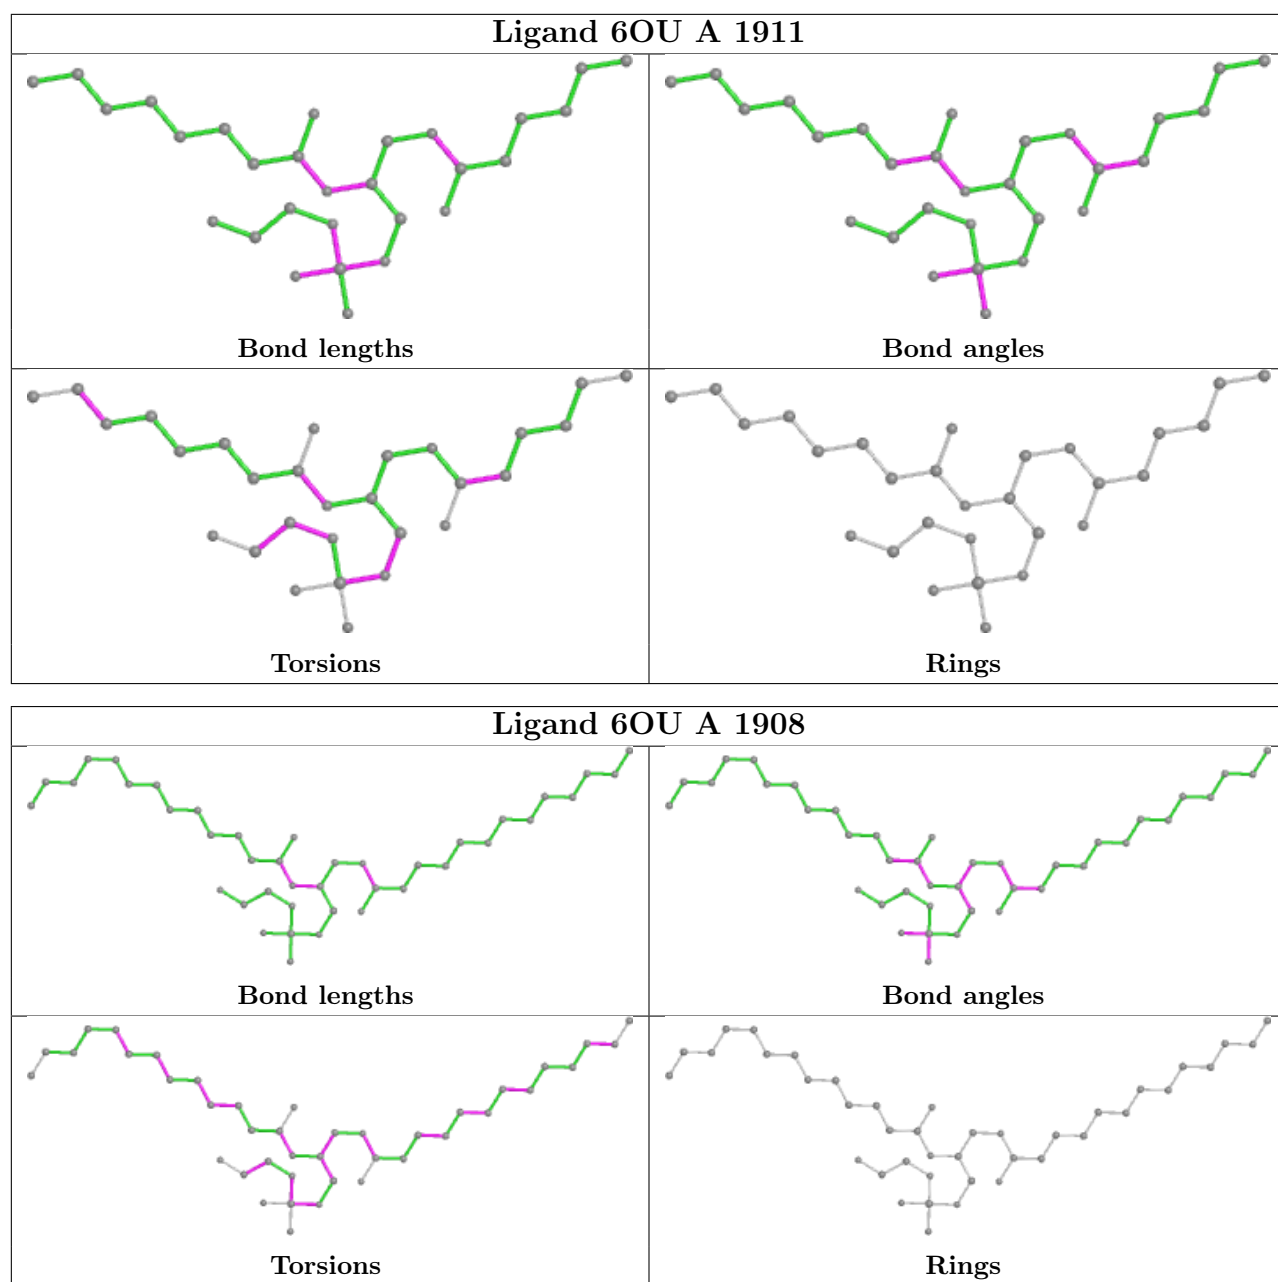 Ligand 6OU A 1911
Bond lengths
Bond angles
Torsions
Rings
Ligand 6OU A 1908
Bond lengths
Bond angles
Torsions
Rings